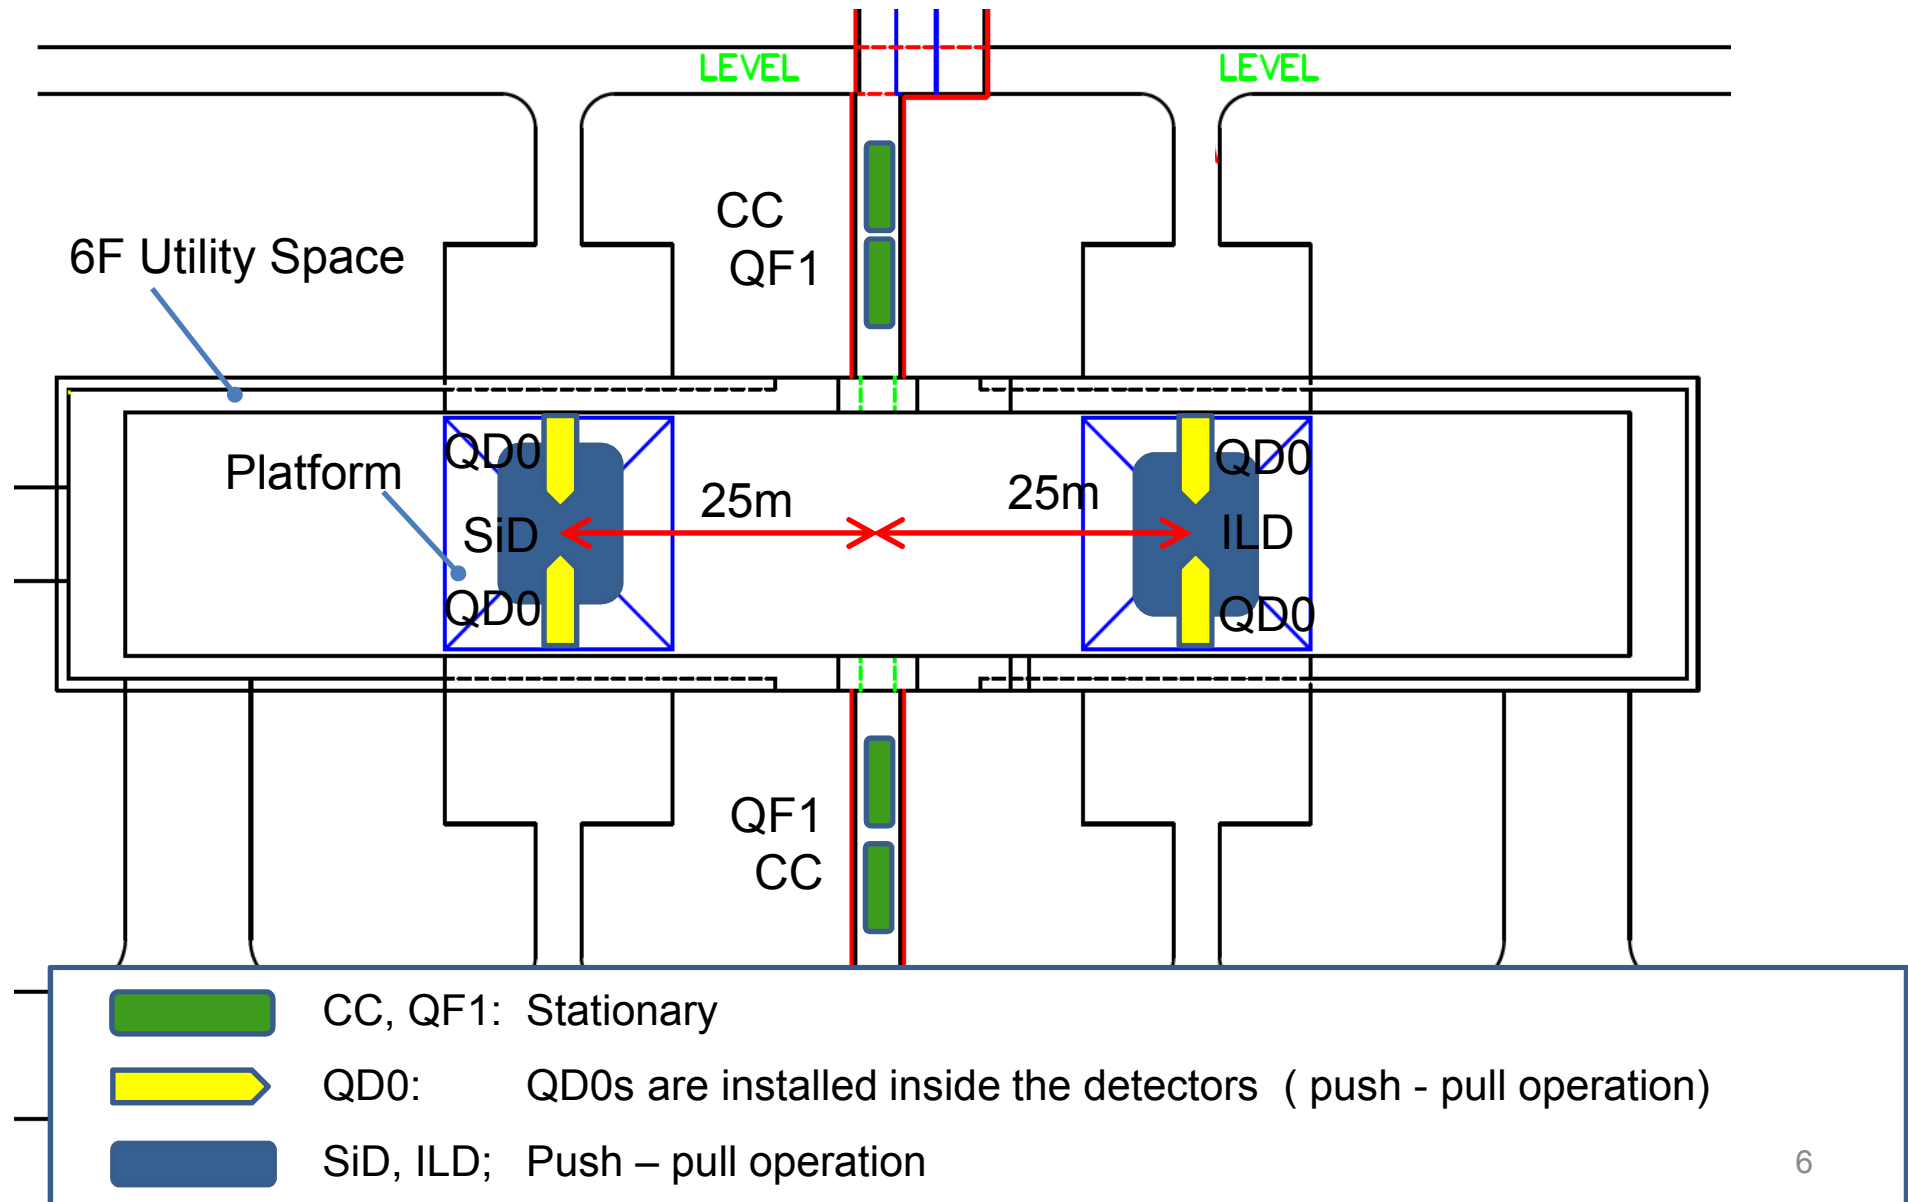 LEVEL
LEVEL
CC
QF1
6F Utility Space
QD0
QD0
Platform
25m
25m
SiD
ILD
QD0
QD0
QF1
CC
CC, QF1: Stationary
QD0: QD0s are installed inside the detectors ( push - pull operation)
SiD, ILD; Push – pull operation
6